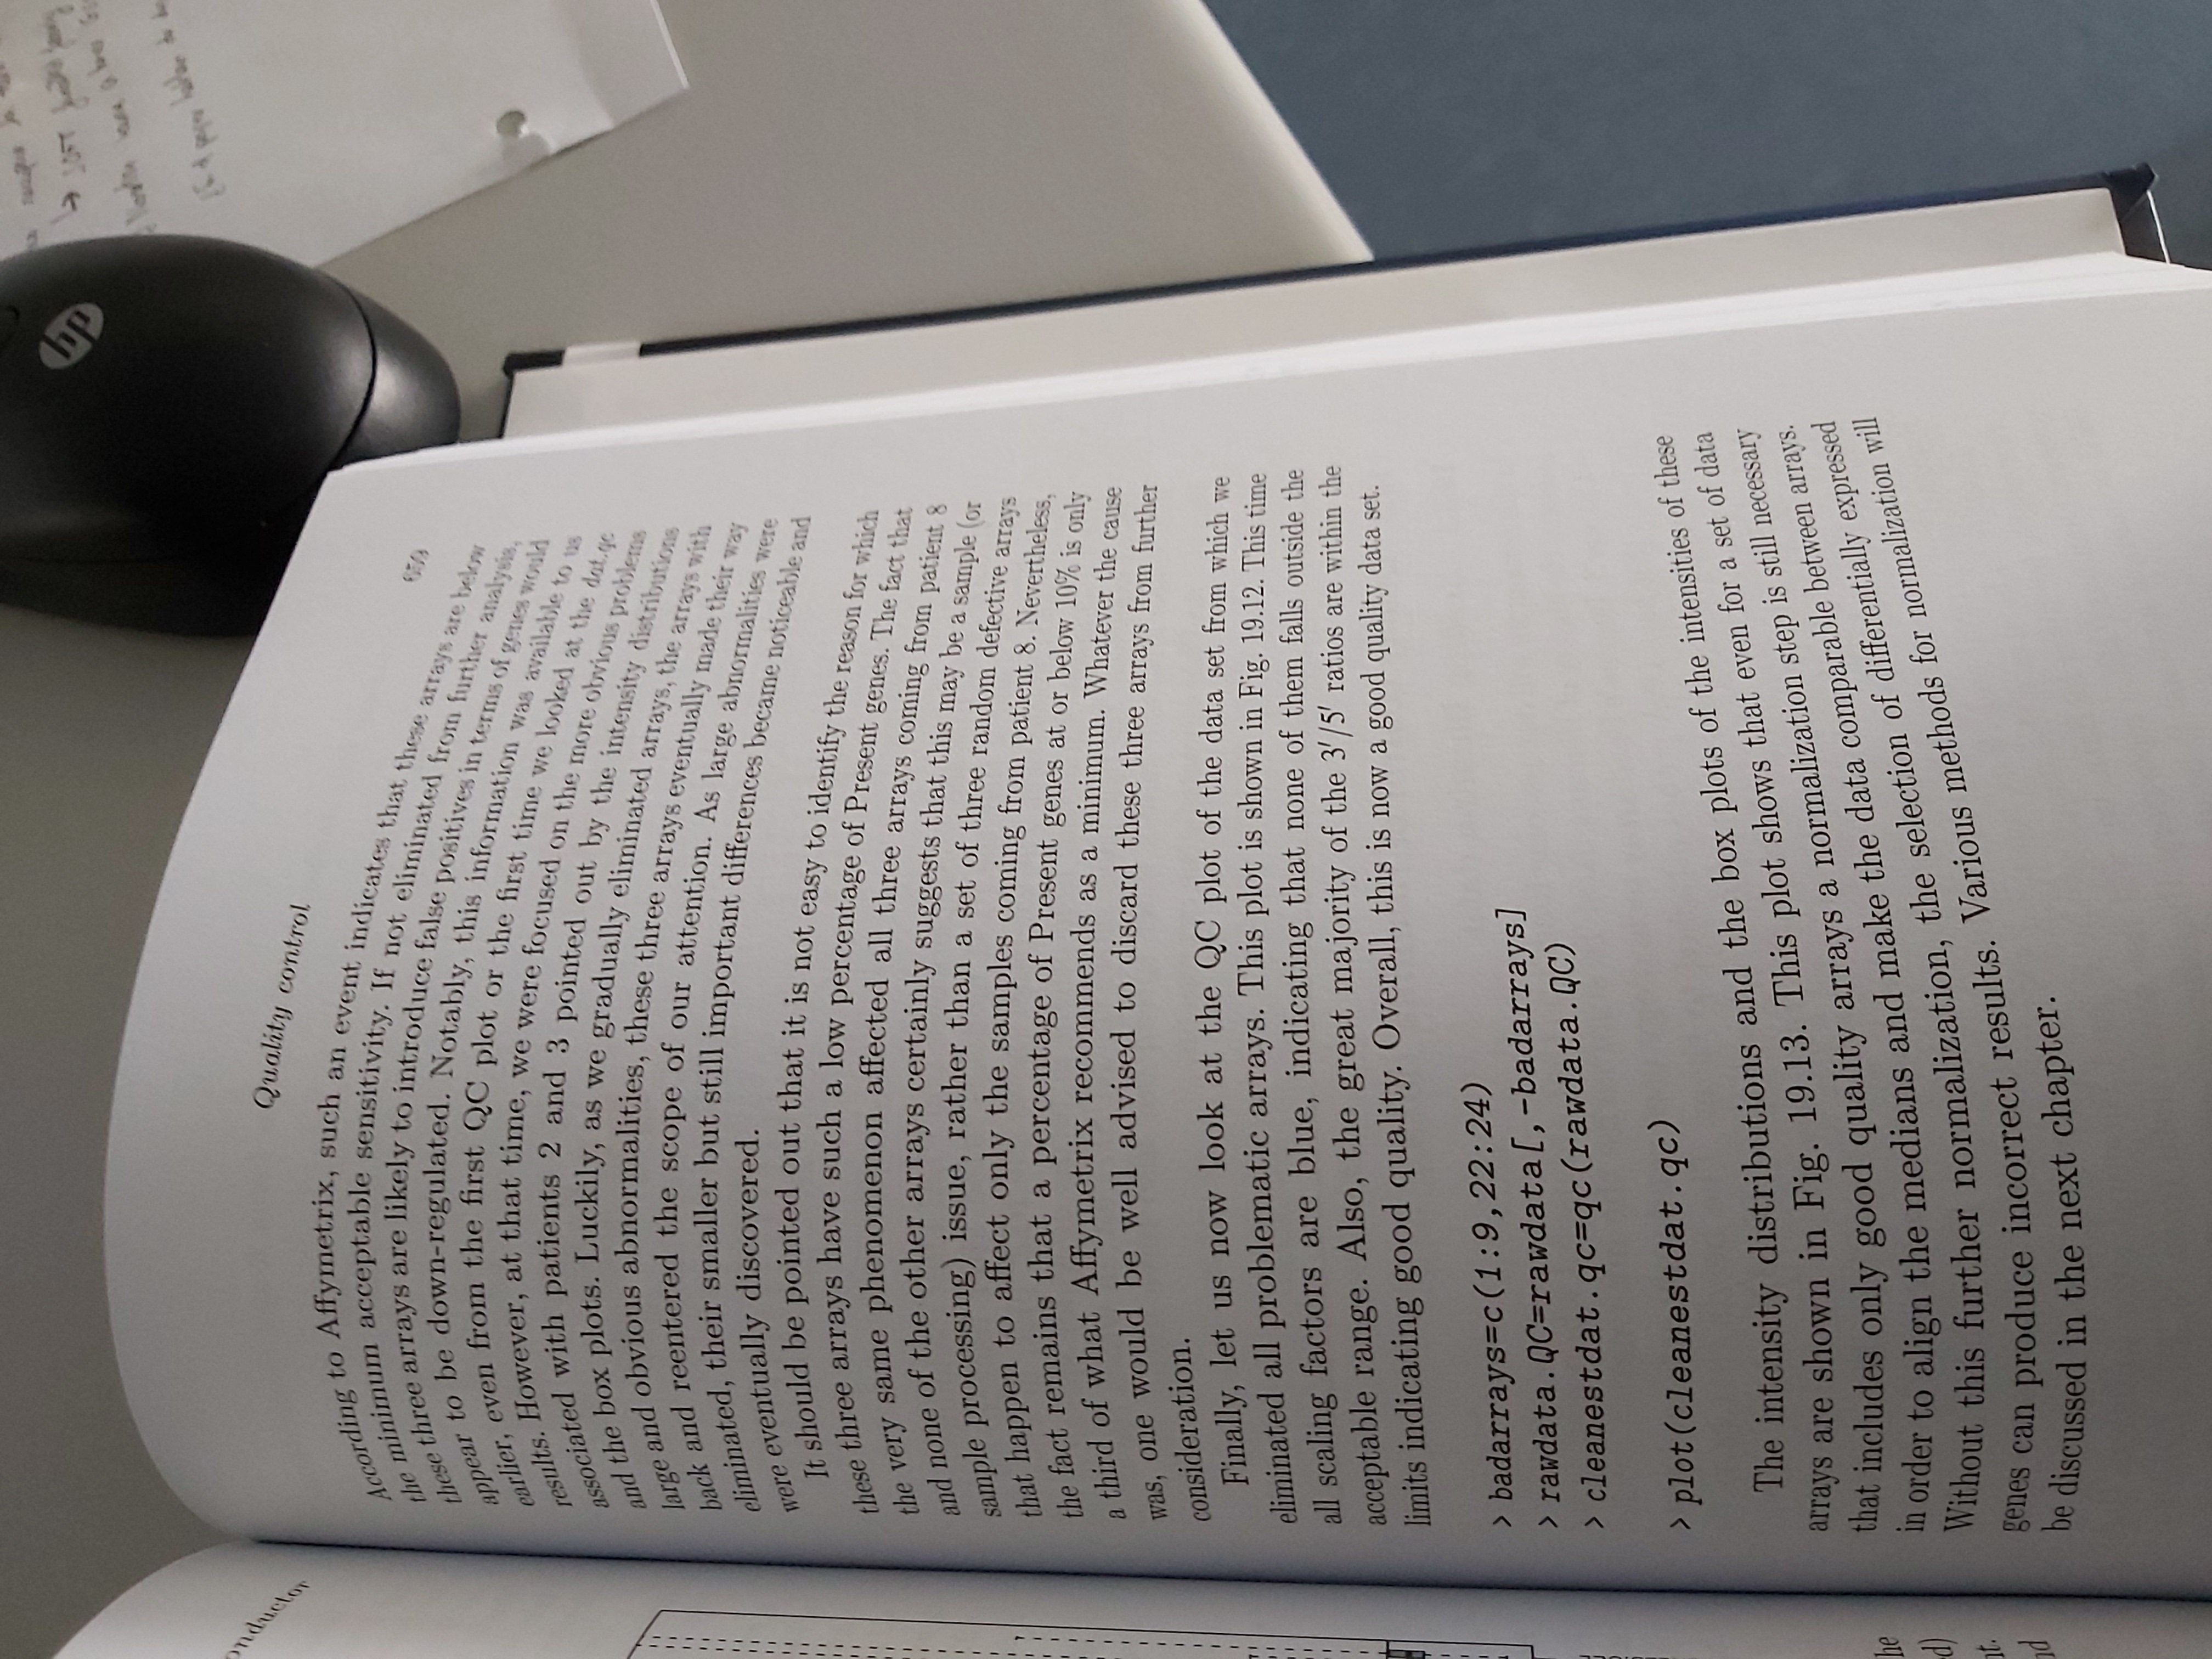 onductor
Quality control
659
According to Affymetrix, such an event indicates that these arrays are below
the minimum acceptable sensitivity. If not eliminated from further analysis,
these three arrays are likely to introduce false positives in terms of genes would
appear to be down-regulated. Notably, this information was available to us
earlier, even from the first QC plot or the first time we looked at the dat.qc
results. However, at that time, we were focused on the more obvious problems
associated with patients 2 and 3 pointed out by the intensity distributions
and the box plots. Luckily, as we gradually eliminated arrays, the arrays with
large and obvious abnormalities, these three arrays eventually made their way
back and reentered the scope of our attention. As large abnormalities were
eliminated, their smaller but still important differences became noticeable and
were eventually discovered.
It should be pointed out that it is not easy to identify the reason for which
these three arrays have such a low percentage of Present genes. The fact that
the very same phenomenon affected all three arrays coming from patient 8
and none of the other arrays certainly suggests that this may be a sample (or
sample processing) issue, rather than a set of three random defective arrays
that happen to affect only the samples coming from patient 8. Nevertheless,
the fact remains that a percentage of Present genes at or below 10% is only
a third of what Affymetrix recommends as a minimum. Whatever the cause
was, one would be well advised to discard these three arrays from further
consideration.
Finally, let us now look at the QC plot of the data set from which we
eliminated all problematic arrays. This plot is shown in Fig. 19.12. This time
all scaling factors are blue, indicating that none of them falls outside the
acceptable range. Also, the great majority of the 3′/5′ ratios are within the
limits indicating good quality. Overall, this is now a good quality data set.
> badarrays=c(1:9,22:24)
> rawdata.QC=rawdata[,-badarrays]
> cleanestdat.qc=qc(rawdata.QC)
> plot(cleanestdat.qc)
The intensity distributions and the box plots of the intensities of these
arrays are shown in Fig. 19.13. This plot shows that even for a set of data
that includes only good quality arrays a normalization step is still necessary
in order to align the medians and make the data comparable between arrays.
Without this further normalization, the selection of differentially expressed
genes can produce incorrect results. Various methods for normalization will
be discussed in the next chapter.
he
d)
nt.
nd
hp